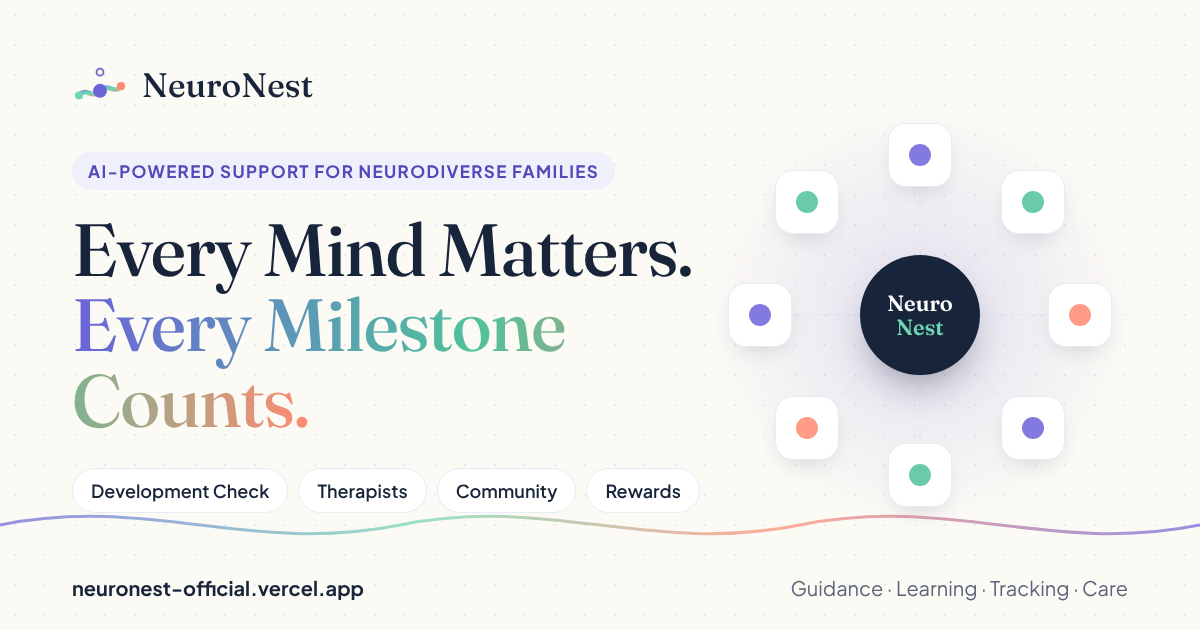 NeuroNest
AI-POWERED SUPPORT FOR NEURODIVERSE FAMILIES
Every Mind Matters.
Every Milestone
Counts.
Development Check
Therapists
Community
Rewards
Neuro
Nest
neuronest-official.vercel.app
Guidance · Learning · Tracking · Care